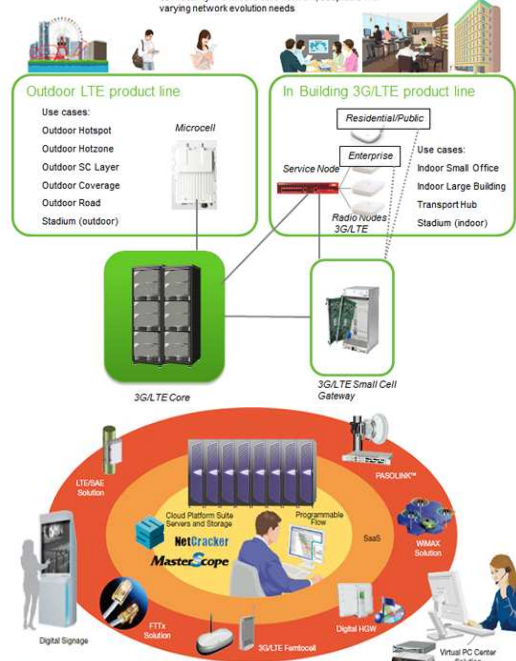 varying network evolution needs
Outdoor LTE product line
Use cases:
Outdoor Hotspot
Outdoor Hotzone
Outdoor SC Layer
Outdoor Coverage
Outdoor Road
Stadium (outdoor)
Microcell
In Building 3G/LTE product line
Residential/Public
Enterprise
Service Node
Radio Nodes
3G/LTE
Use cases:
Indoor Small Office
Indoor Large Building
Transport Hub
Stadium (indoor)
3G/LTE Core
3G/LTE Small Cell
Gateway
LTE/SAE
Solution
PASOLINK™
Cloud Platform Suite
Servers and Storage
Programmable
Flow
NetCracker
MasterScope
SaaS
WiMAX
Solution
Digital Signage
FTTx
Solution
3G/LTE Femtocell
Digital HGW
Virtual PC Center